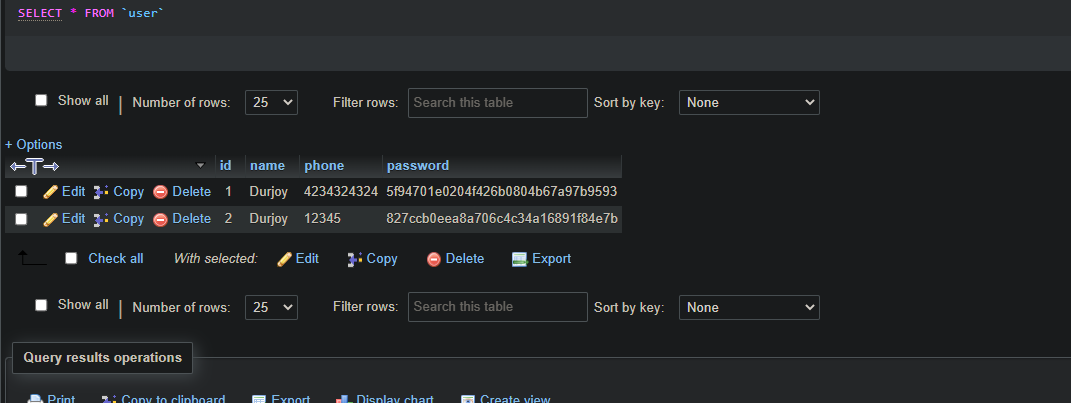 SELECT * FROM `user`
Show all | Number of rows: 25 Filter rows: Search this table Sort by key: None
+ Options
←T→ id name phone password
Edit Copy Delete 1 Durjoy 4234324324 5f94701e0204f426b0804b67a97b9593
Edit Copy Delete 2 Durjoy 12345 827ccb0eea8a706c4c34a16891f84e7b
Check all With selected: Edit Copy Delete Export
Show all | Number of rows: 25 Filter rows: Search this table Sort by key: None
Query results operations
Print Copy to clipboard Export Display chart Create view